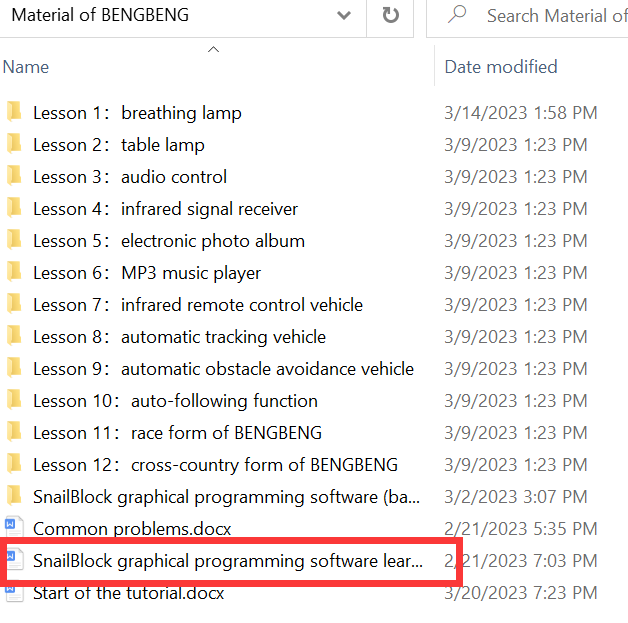 Material of BENGBENG
Search Material of
Name Date modified
Lesson 1：breathing lamp 3/14/2023 1:58 PM
Lesson 2：table lamp 3/9/2023 1:23 PM
Lesson 3：audio control 3/9/2023 1:23 PM
Lesson 4：infrared signal receiver 3/9/2023 1:23 PM
Lesson 5：electronic photo album 3/9/2023 1:23 PM
Lesson 6：MP3 music player 3/9/2023 1:23 PM
Lesson 7：infrared remote control vehicle 3/9/2023 1:23 PM
Lesson 8：automatic tracking vehicle 3/9/2023 1:23 PM
Lesson 9：automatic obstacle avoidance vehicle 3/9/2023 1:23 PM
Lesson 10：auto-following function 3/9/2023 1:23 PM
Lesson 11：race form of BENGBENG 3/9/2023 1:23 PM
Lesson 12：cross-country form of BENGBENG 3/9/2023 1:23 PM
SnailBlock graphical programming software (ba... 3/2/2023 3:07 PM
Common problems.docx 2/21/2023 5:35 PM
SnailBlock graphical programming software lear... 2/21/2023 7:03 PM
Start of the tutorial.docx 3/20/2023 7:23 PM